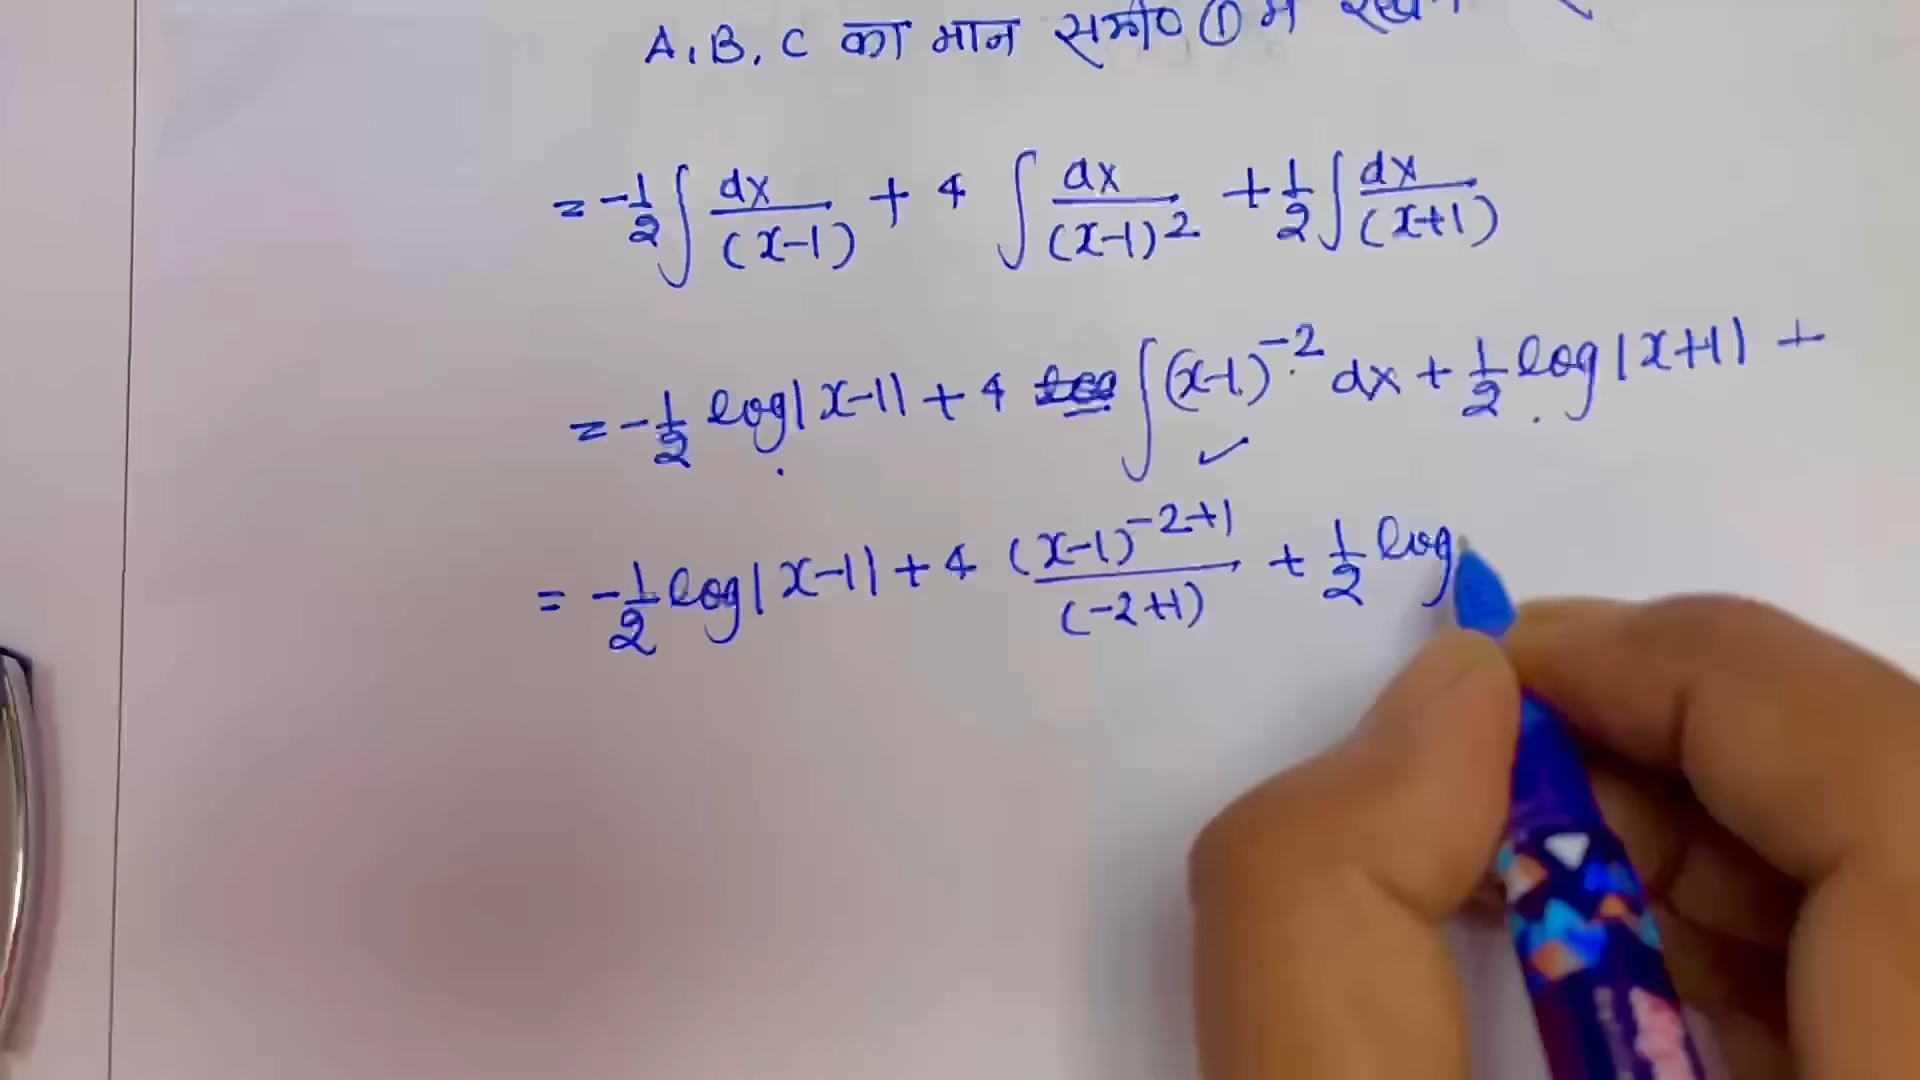 A, B, C का मान समी० ① में
= -1/2 ∫ dx/(x-1) + 4 ∫ dx/(x-1)² + 1/2 ∫ dx/(x+1)
= -1/2 log|x-1| + 4 ∫ (x-1)⁻² dx + 1/2 log|x+1| +
= -1/2 log|x-1| + 4 (x-1)⁻²⁺¹/(-2+1) + 1/2 log